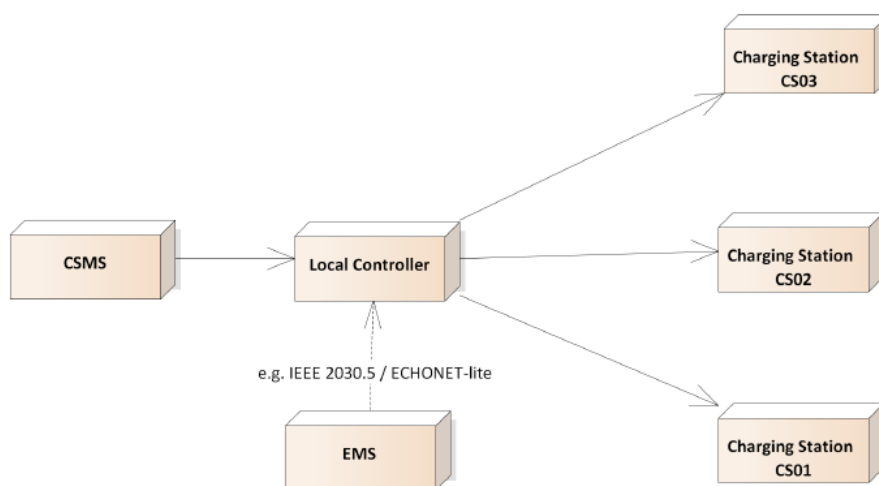 Charging Station
CS03
CSMS
Local Controller
Charging Station
CS02
e.g. IEEE 2030.5 / ECHONET-lite
EMS
Charging Station
CS01